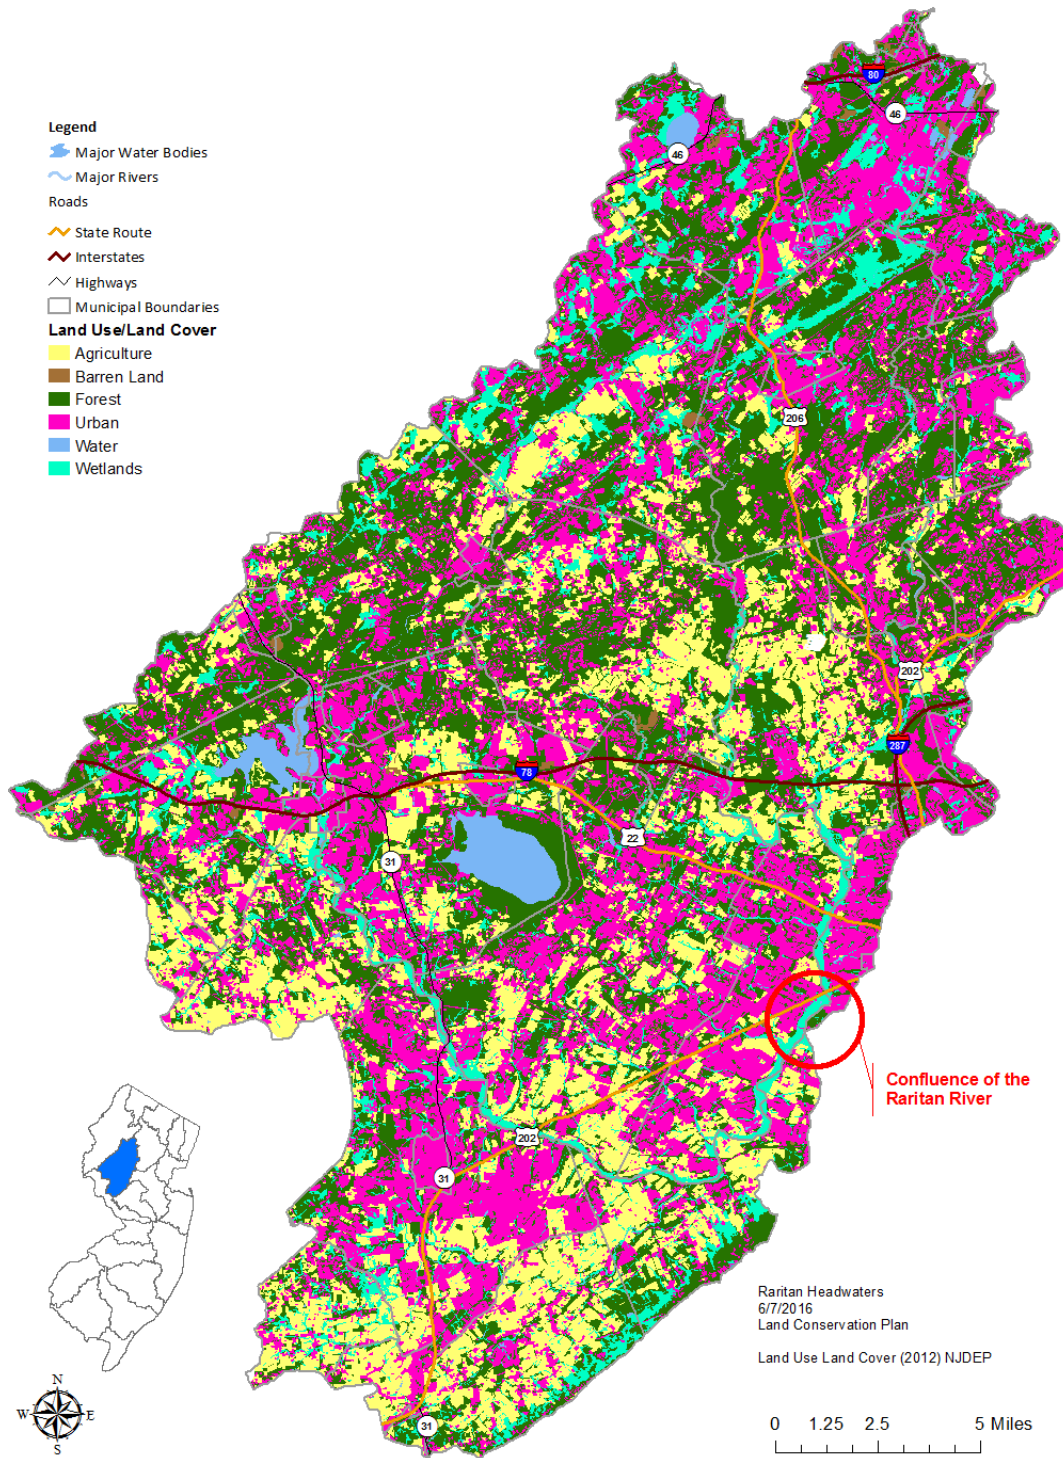 Legend
Major Water Bodies
Major Rivers
Roads
State Route
Interstates
Highways
Municipal Boundaries
Land Use/Land Cover
Agriculture
Barren Land
Forest
Urban
Water
Wetlands
80
46
46
206
202
287
78
22
31
Confluence of the
Raritan River
202
31
31
N
W
E
S
Raritan Headwaters
6/7/2016
Land Conservation Plan
Land Use Land Cover (2012) NJDEP
0 1.25 2.5 5 Miles